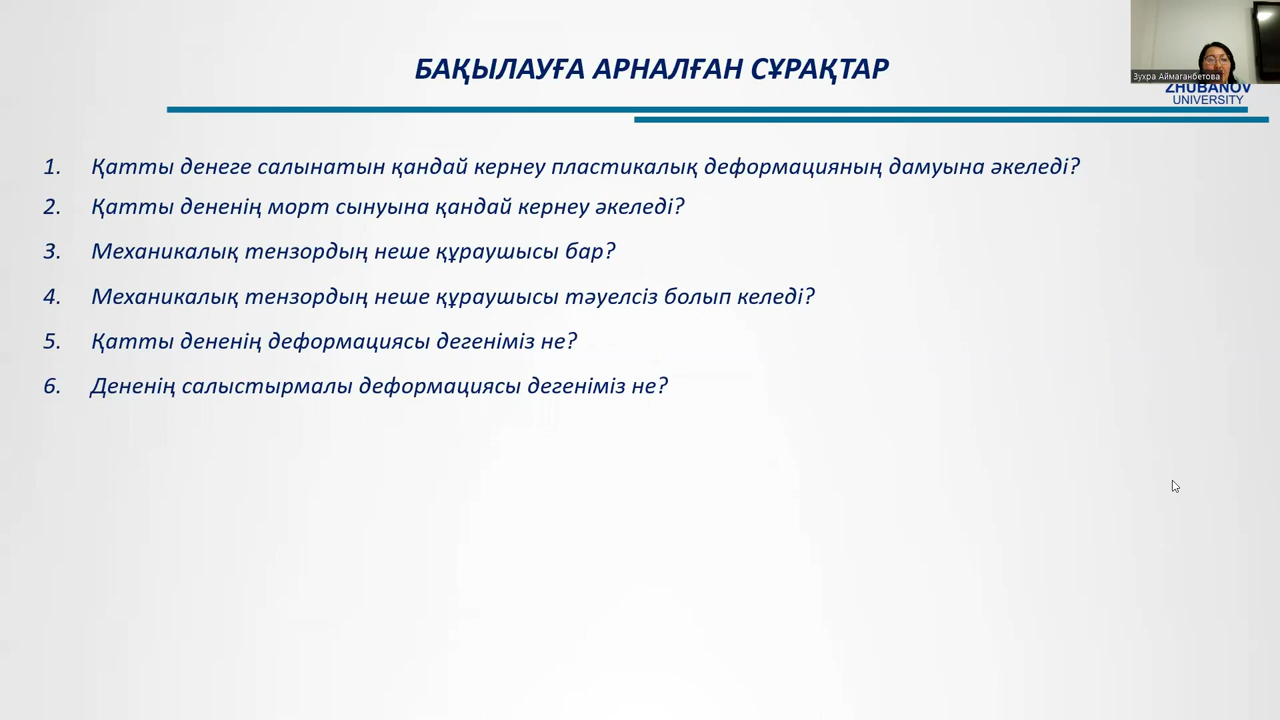 БАҚЫЛАУҒА АРНАЛҒАН СҰРАҚТАР
Зухра Аймаганбетова
ZHUBANOV
UNIVERSITY
1. Қатты денеге салынатын қандай кернеу пластикалық деформацияның дамуына әкеледі?
2. Қатты дененің морт сынуына қандай кернеу әкеледі?
3. Механикалық тензордың неше құраушысы бар?
4. Механикалық тензордың неше құраушысы тәуелсіз болып келеді?
5. Қатты дененің деформациясы дегеніміз не?
6. Дененің салыстырмалы деформациясы дегеніміз не?